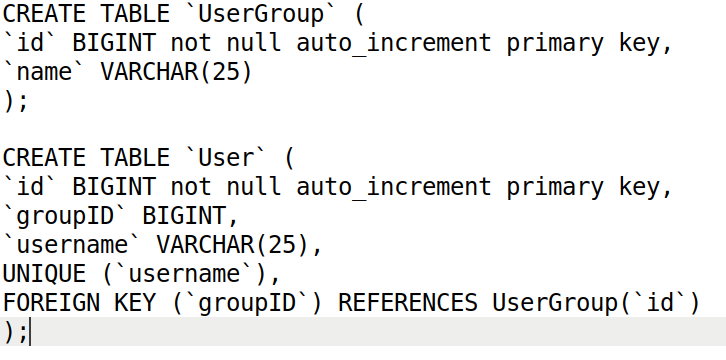 CREATE TABLE `UserGroup` (
`id` BIGINT not null auto_increment primary key,
`name` VARCHAR(25)
);

CREATE TABLE `User` (
`id` BIGINT not null auto_increment primary key,
`groupID` BIGINT,
`username` VARCHAR(25),
UNIQUE (`username`),
FOREIGN KEY (`groupID`) REFERENCES UserGroup(`id`)
);